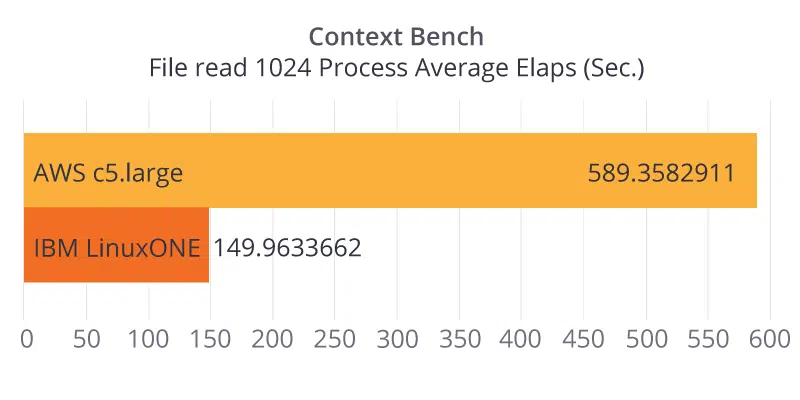 Context Bench
File read 1024 Process Average Elaps (Sec.)
AWS c5.large 589.3582911
IBM LinuxONE 149.9633662
0 50 100 150 200 250 300 350 400 450 500 550 600